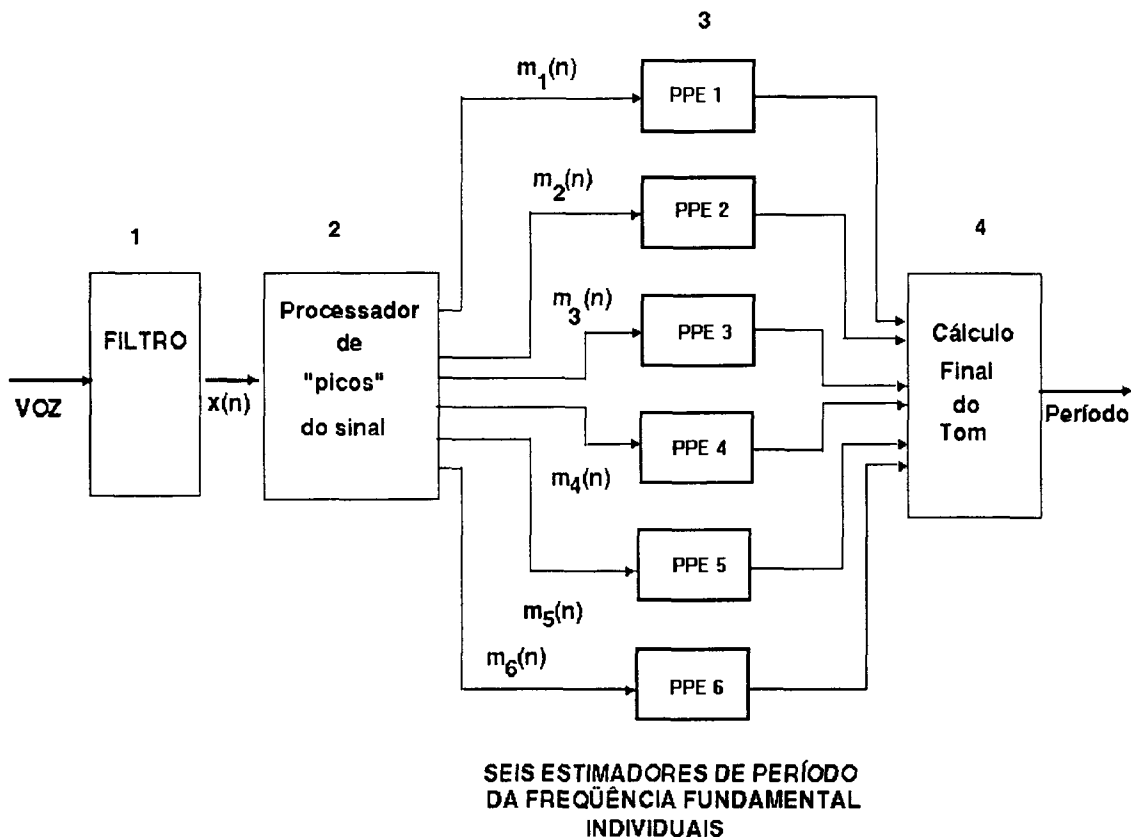 3
m1(n)
PPE 1
m2(n)
PPE 2
1
2
4
FILTRO
VOZ
x(n)
Processador
de
"picos"
do sinal
m3(n)
PPE 3
PPE 4
m4(n)
Cálculo
Final
do
Tom
Período
PPE 5
m5(n)
m6(n)
PPE 6
SEIS ESTIMADORES DE PERÍODO
DA FREQÜÊNCIA FUNDAMENTAL
INDIVIDUAIS